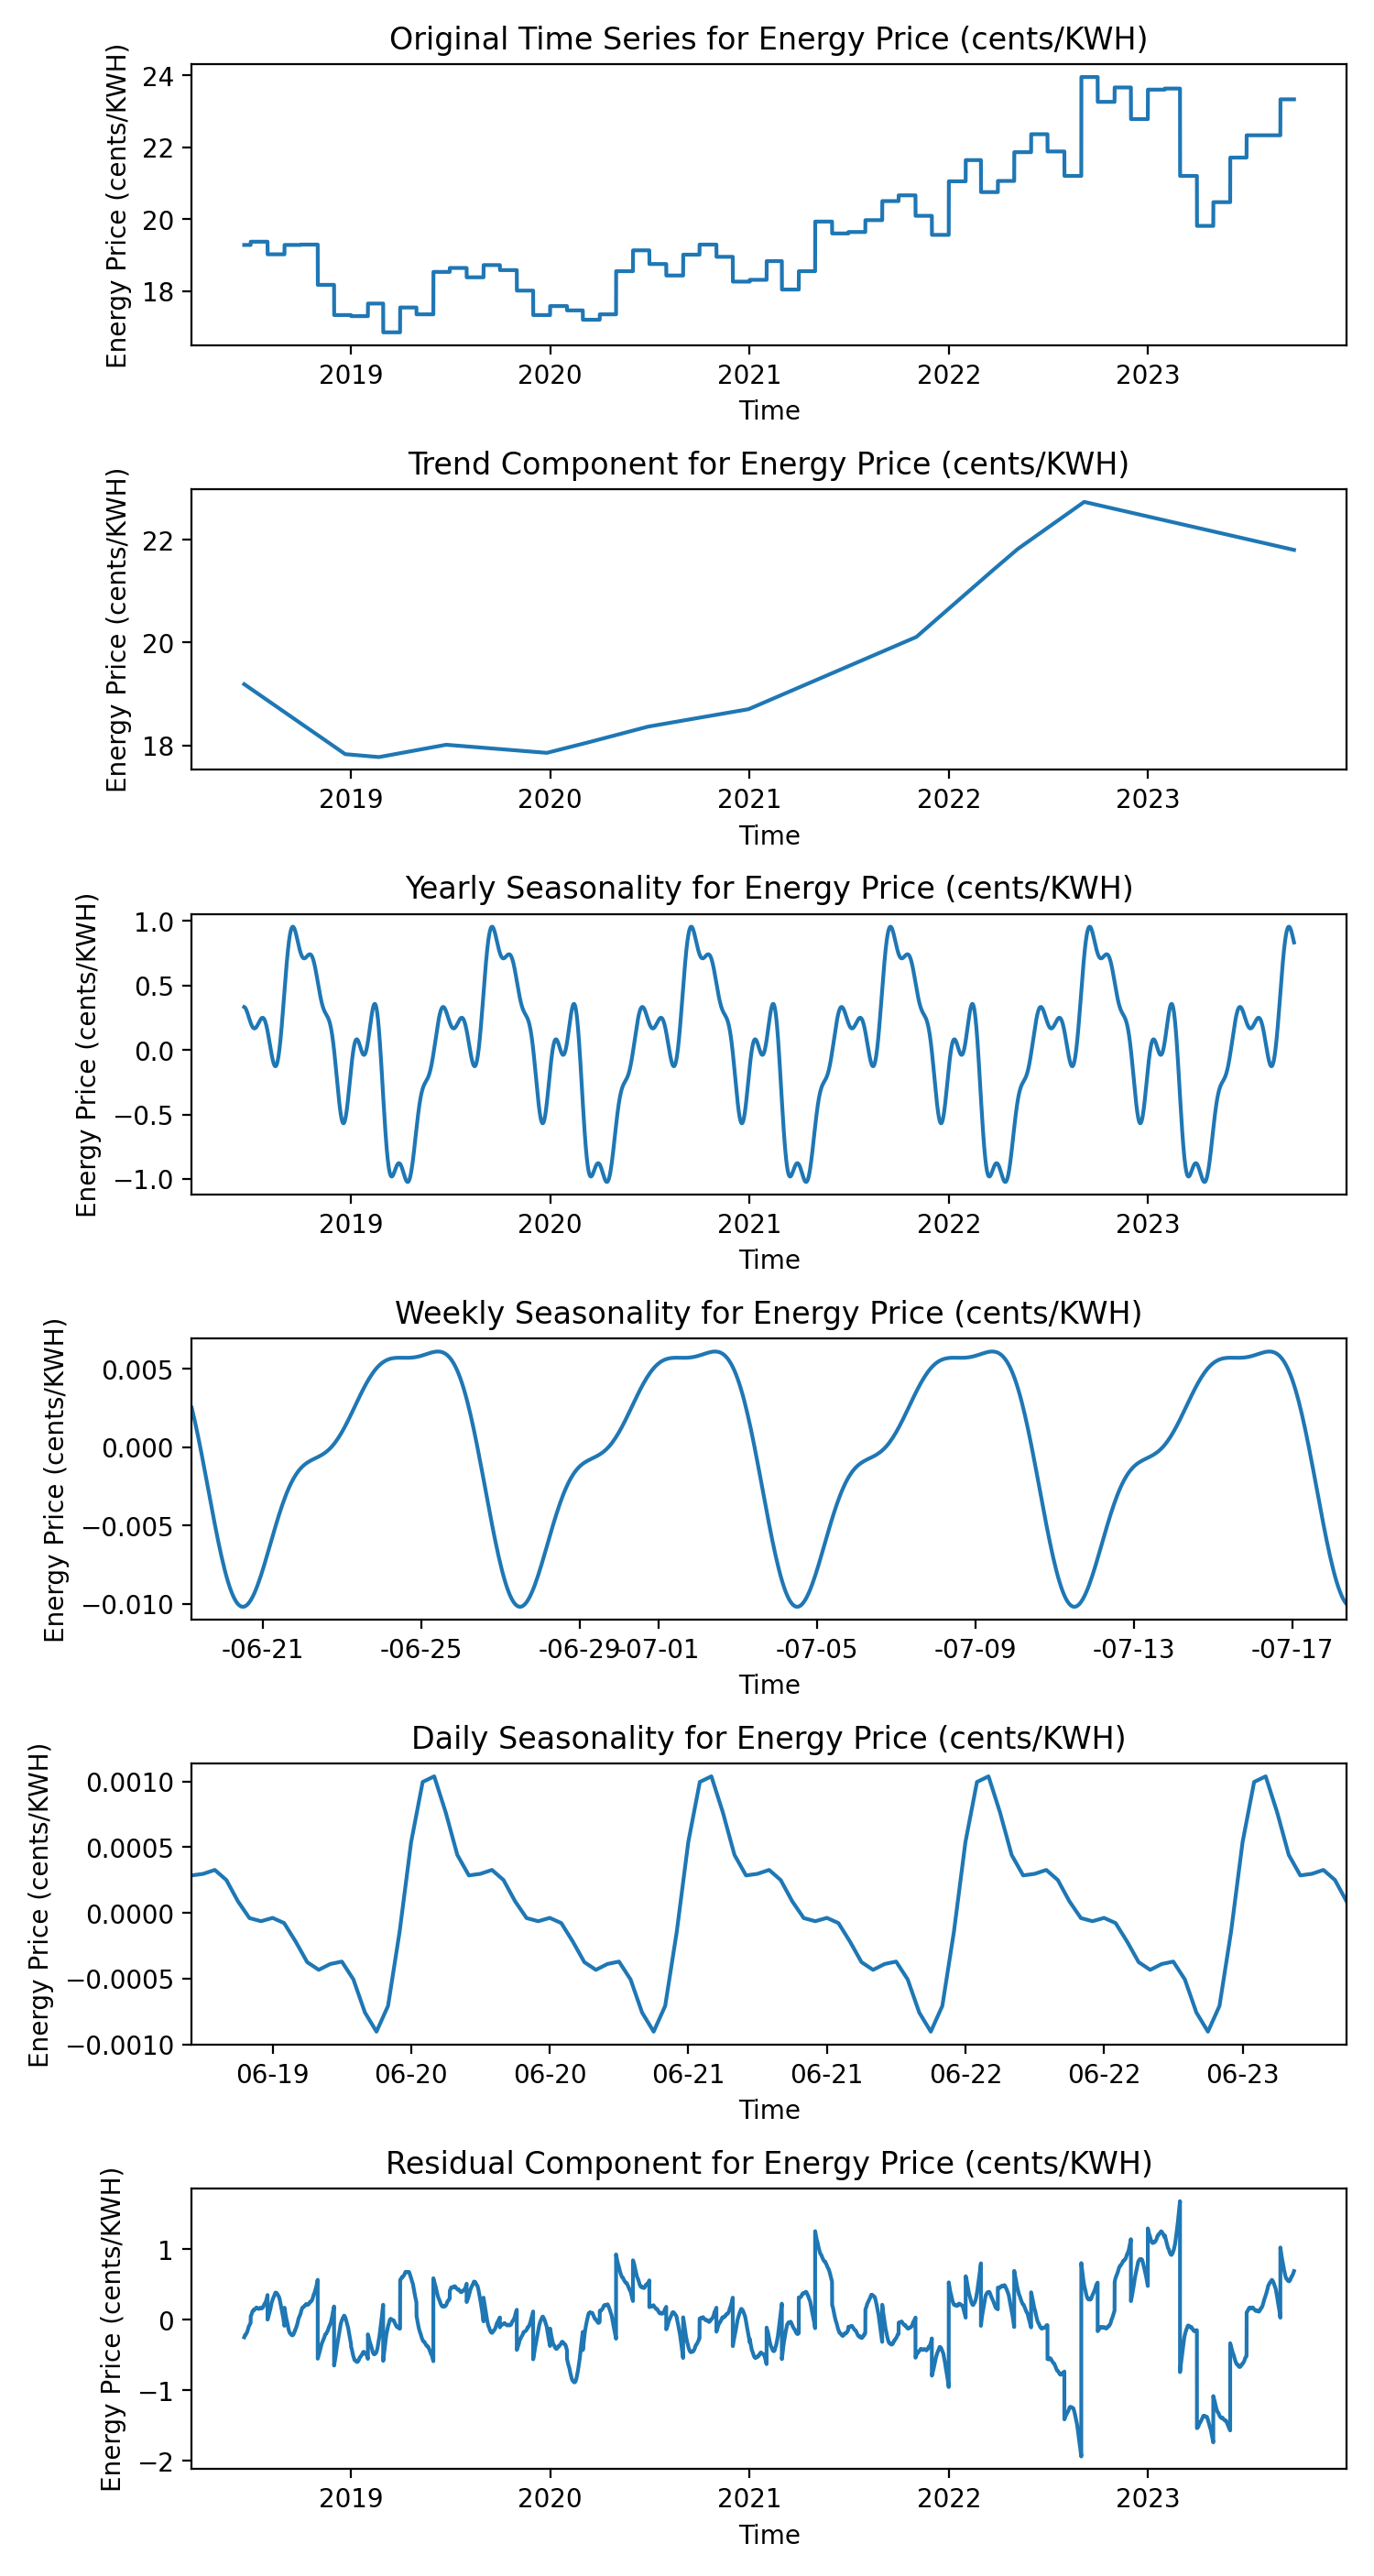 Original Time Series for Energy Price (cents/KWH)
Energy Price (cents/KWH)
24
22
20
18
2019 2020 2021 2022 2023
Time
Trend Component for Energy Price (cents/KWH)
Energy Price (cents/KWH)
22
20
18
2019 2020 2021 2022 2023
Time
Yearly Seasonality for Energy Price (cents/KWH)
Energy Price (cents/KWH)
1.0
0.5
0.0
−0.5
−1.0
2019 2020 2021 2022 2023
Time
Weekly Seasonality for Energy Price (cents/KWH)
Energy Price (cents/KWH)
0.005
0.000
−0.005
−0.010
-06-21 -06-25 -06-29 -07-01 -07-05 -07-09 -07-13 -07-17
Time
Daily Seasonality for Energy Price (cents/KWH)
Energy Price (cents/KWH)
0.0010
0.0005
0.0000
−0.0005
−0.0010
06-19 06-20 06-20 06-21 06-21 06-22 06-22 06-23
Time
Residual Component for Energy Price (cents/KWH)
Energy Price (cents/KWH)
1
0
−1
−2
2019 2020 2021 2022 2023
Time